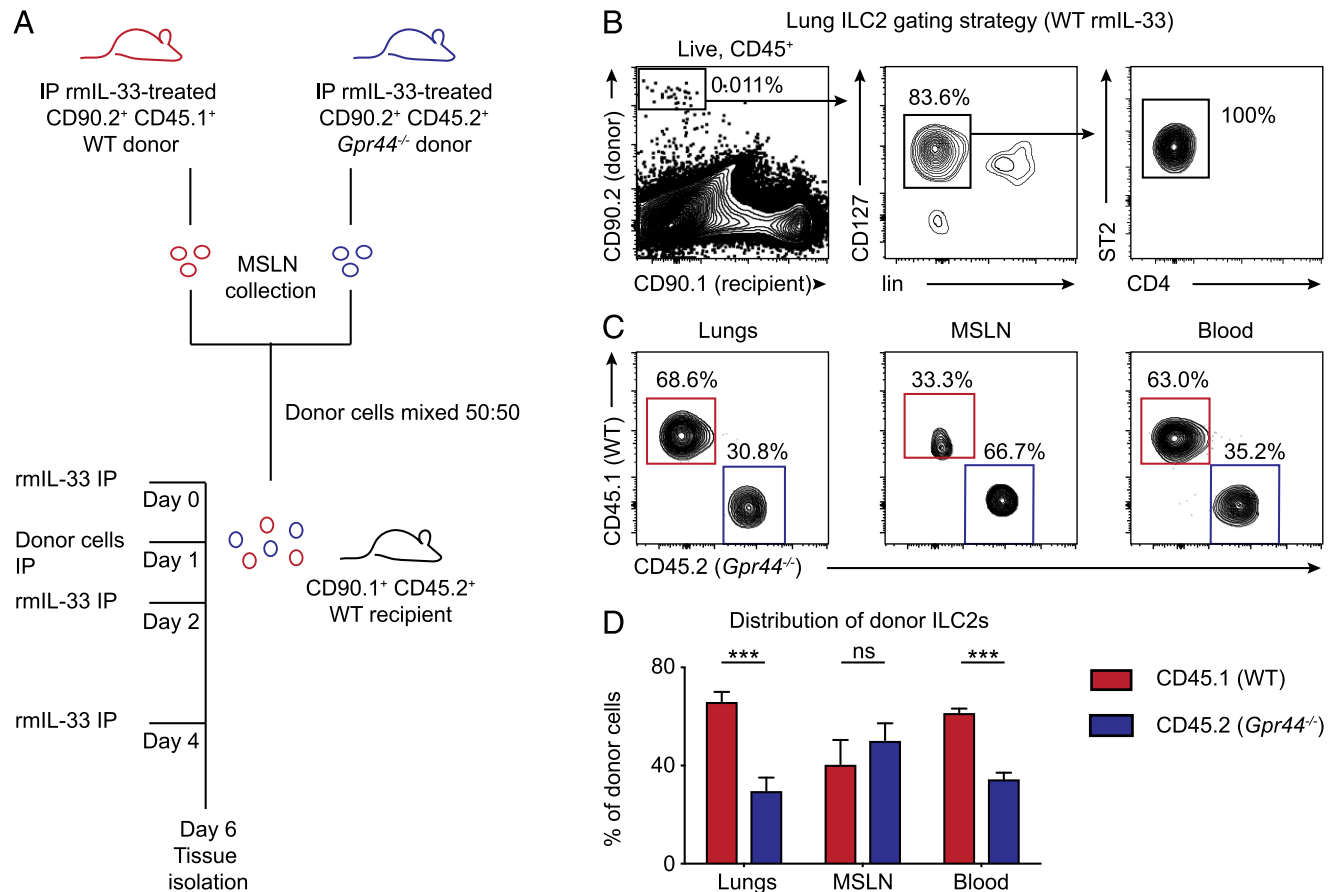 A
IP rmIL-33-treated
CD90.2⁺ CD45.1⁺
WT donor
IP rmIL-33-treated
CD90.2⁺ CD45.2⁺
Gpr44⁻/⁻ donor
MSLN
collection
Donor cells mixed 50:50
rmIL-33 IP
Day 0
Donor cells
IP
Day 1
rmIL-33 IP
Day 2
rmIL-33 IP
Day 4
Day 6
Tissue
isolation
CD90.1⁺ CD45.2⁺
WT recipient
B
Lung ILC2 gating strategy (WT rmIL-33)
Live, CD45⁺
0.011%
CD90.2 (donor)
CD90.1 (recipient)
83.6%
CD127
lin
100%
ST2
CD4
C
Lungs
MSLN
Blood
68.6%
30.8%
33.3%
66.7%
63.0%
35.2%
CD45.1 (WT)
CD45.2 (Gpr44⁻/⁻)
D
Distribution of donor ILC2s
% of donor cells
80
40
0
***
ns
***
Lungs
MSLN
Blood
CD45.1 (WT)
CD45.2 (Gpr44⁻/⁻)